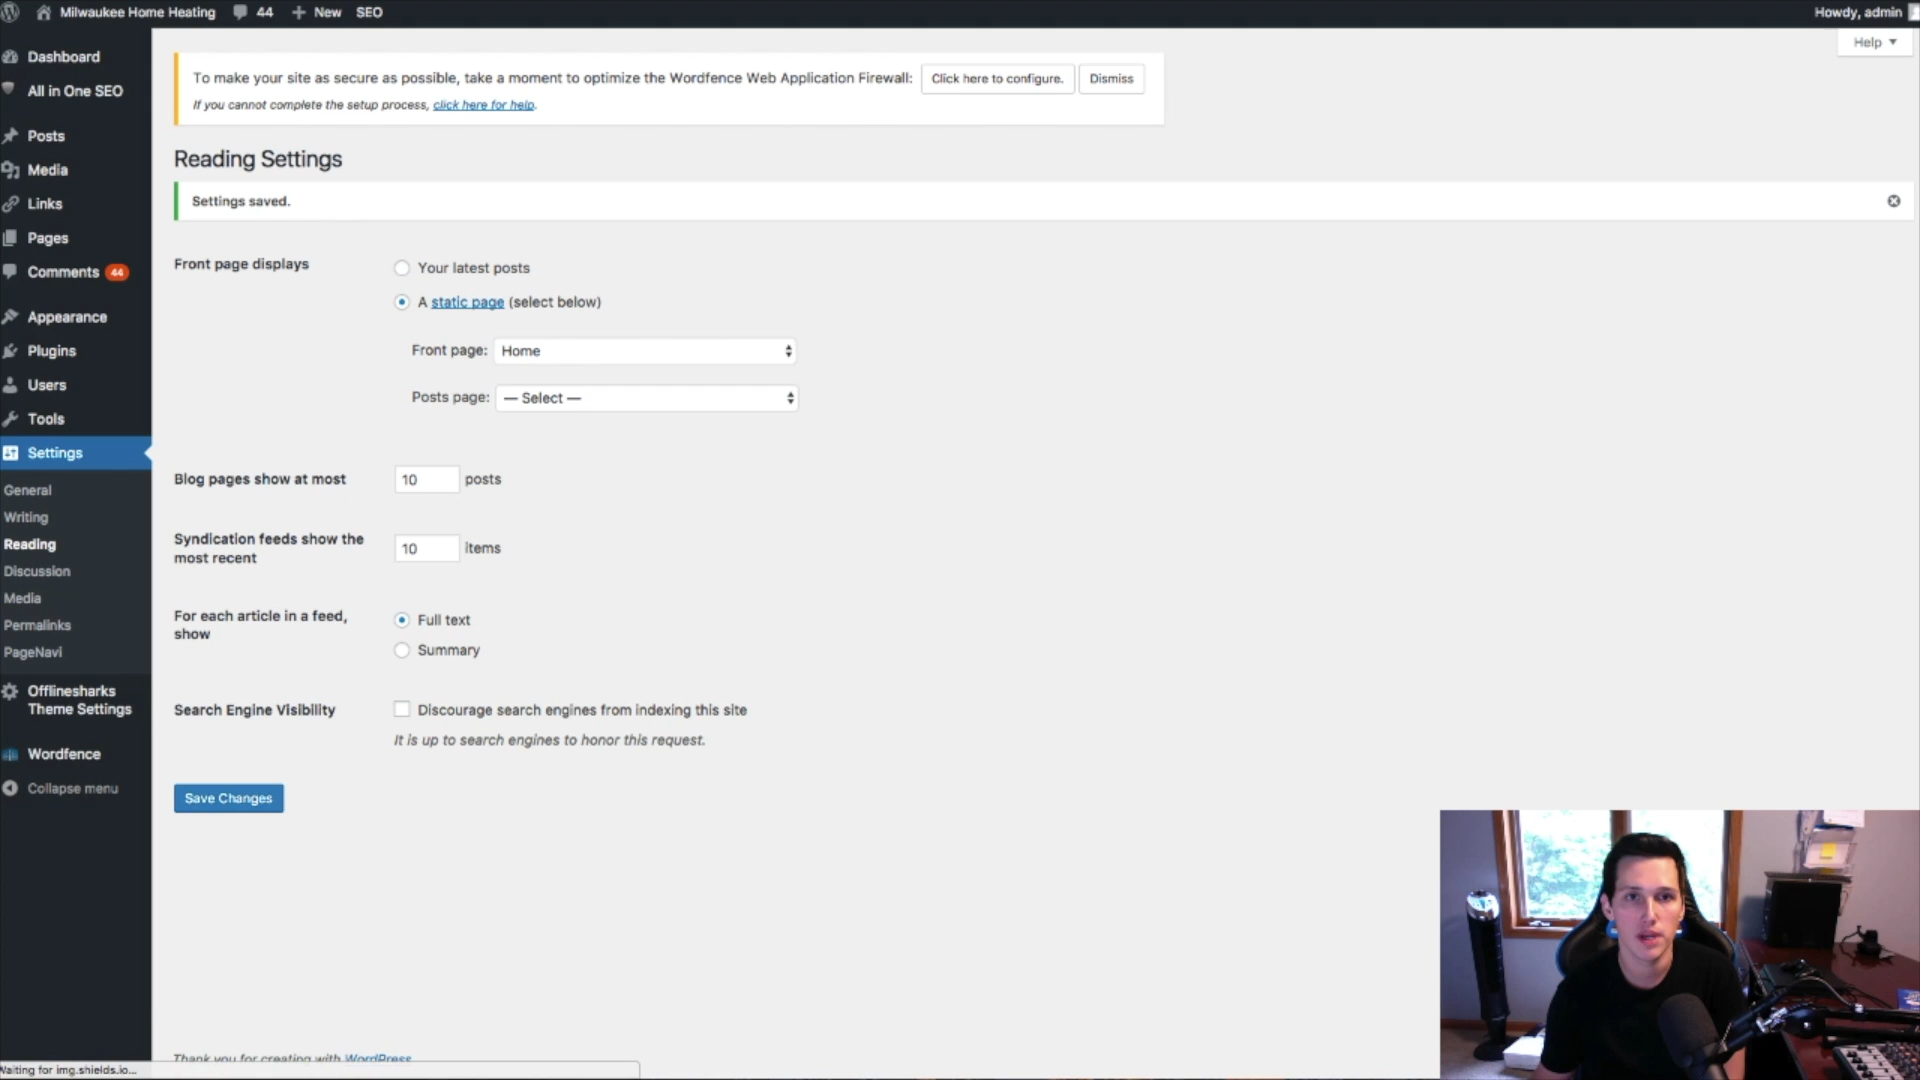 Milwaukee Home Heating 44 New SEO Howdy, admin
Help
Dashboard
All in One SEO
Posts
Media
Links
Pages
Comments 44
Appearance
Plugins
Users
Tools
Settings
General
Writing
Reading
Discussion
Media
Permalinks
PageNavi
Offlinesharks
Theme Settings
Wordfence
Collapse menu
To make your site as secure as possible, take a moment to optimize the Wordfence Web Application Firewall: Click here to configure. Dismiss
If you cannot complete the setup process, click here for help.
Reading Settings
Settings saved.
Front page displays
Your latest posts
A static page (select below)
Front page: Home
Posts page: — Select —
Blog pages show at most 10 posts
Syndication feeds show the
most recent
10 items
For each article in a feed,
show
Full text
Summary
Search Engine Visibility
Discourage search engines from indexing this site
It is up to search engines to honor this request.
Save Changes
Thank you for creating with WordPress
Waiting for img.shields.io...